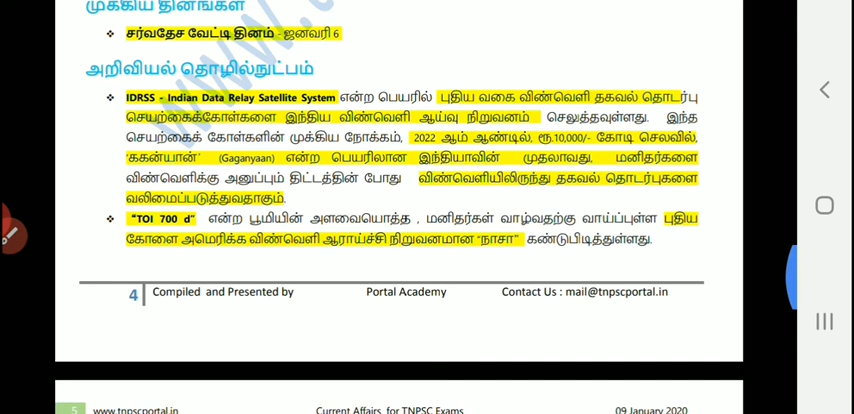 முக்கிய தினங்கள்
❖ சர்வதேச வேட்டி தினம் - ஜனவரி 6
அறிவியல் தொழில்நுட்பம்
❖ IDRSS - Indian Data Relay Satellite System என்ற பெயரில் புதிய வகை விண்வெளி தகவல் தொடர்பு
செயற்கைக்கோள்களை இந்திய விண்வெளி ஆய்வு நிறுவனம் செலுத்தவுள்ளது. இந்த
செயற்கைக் கோள்களின் முக்கிய நோக்கம், 2022 ஆம் ஆண்டில், ரூ.10,000/- கோடி செலவில்,
'ககன்யான்' (Gaganyaan) என்ற பெயரிலான இந்தியாவின் முதலாவது, மனிதர்களை
விண்வெளிக்கு அனுப்பும் திட்டத்தின் போது விண்வெளியிலிருந்து தகவல் தொடர்புகளை
வலிமைப்படுத்துவதாகும்.
❖ "TOI 700 d" என்ற பூமியின் அளவையொத்த , மனிதர்கள் வாழ்வதற்கு வாய்ப்புள்ள புதிய
கோளை அமெரிக்க விண்வெளி ஆராய்ச்சி நிறுவனமான "நாசா" கண்டுபிடித்துள்ளது.
4 Compiled and Presented by Portal Academy Contact Us : mail@tnpscportal.in
5 www.tnpscportal.in Current Affairs for TNPSC Exams 09 January 2020